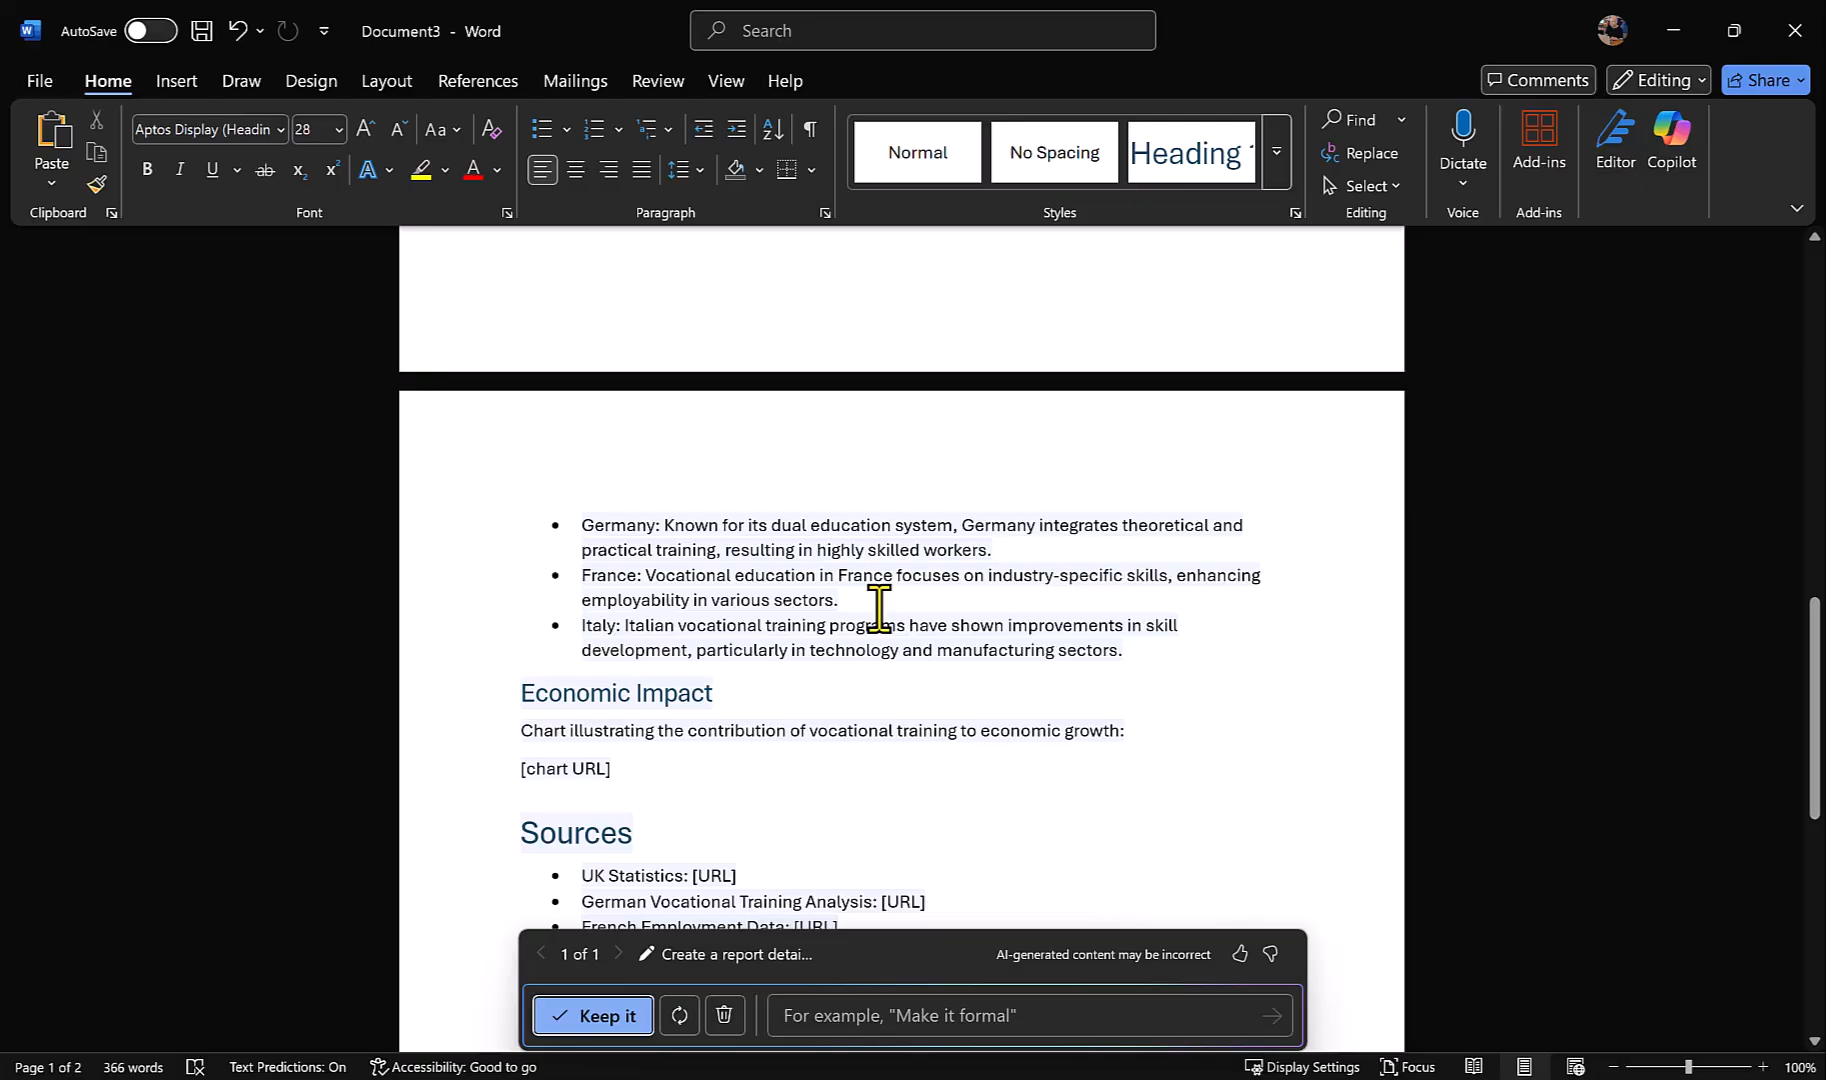 AutoSave
Document3 - Word
Search
File Home Insert Draw Design Layout References Mailings Review View Help
Comments Editing Share
Paste
Clipboard
Aptos Display (Headin 28
Aa
B I U ab x₂ x² A A
Font
Paragraph
Normal
No Spacing
Heading
Styles
Find
Replace
Select
Editing
Dictate
Voice
Add-ins
Add-ins
Editor
Copilot
• Germany: Known for its dual education system, Germany integrates theoretical and
practical training, resulting in highly skilled workers.
• France: Vocational education in France focuses on industry-specific skills, enhancing
employability in various sectors.
• Italy: Italian vocational training programs have shown improvements in skill
development, particularly in technology and manufacturing sectors.
Economic Impact
Chart illustrating the contribution of vocational training to economic growth:
[chart URL]
Sources
• UK Statistics: [URL]
• German Vocational Training Analysis: [URL]
• French Employment Data: [URL]
1 of 1 Create a report detai...
AI-generated content may be incorrect
Keep it
For example, "Make it formal"
Page 1 of 2 366 words Text Predictions: On Accessibility: Good to go
Display Settings Focus 100%